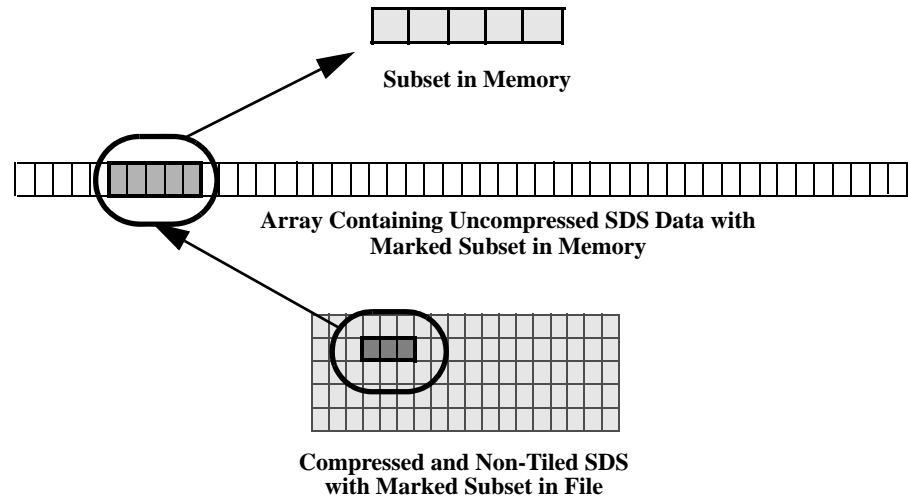 Subset in Memory
Array Containing Uncompressed SDS Data with
Marked Subset in Memory
Compressed and Non-Tiled SDS
with Marked Subset in File